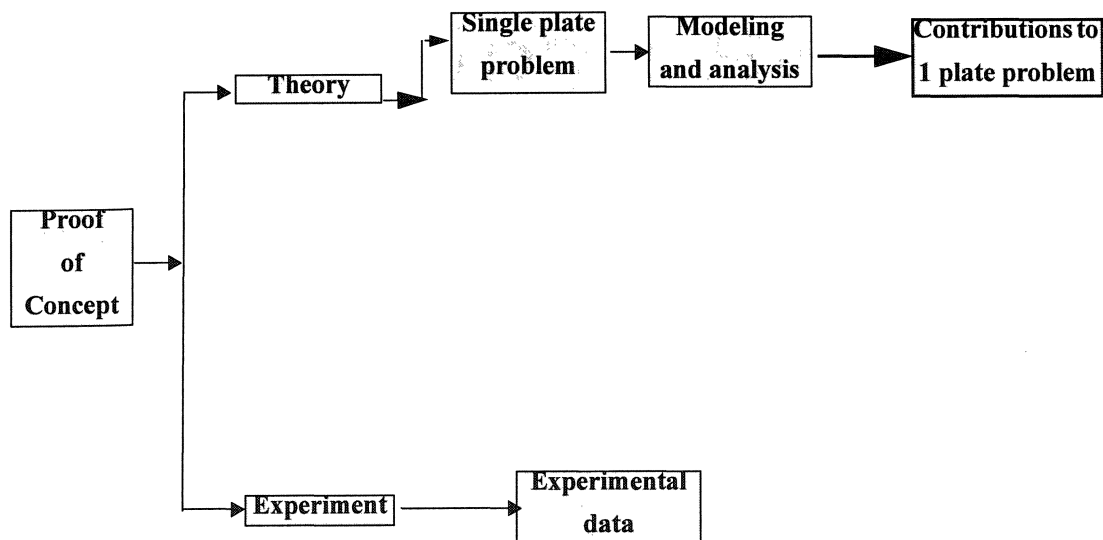 Single plate
problem
Modeling
and analysis
Contributions to
1 plate problem
Theory
Proof
of
Concept
Experiment
Experimental
data